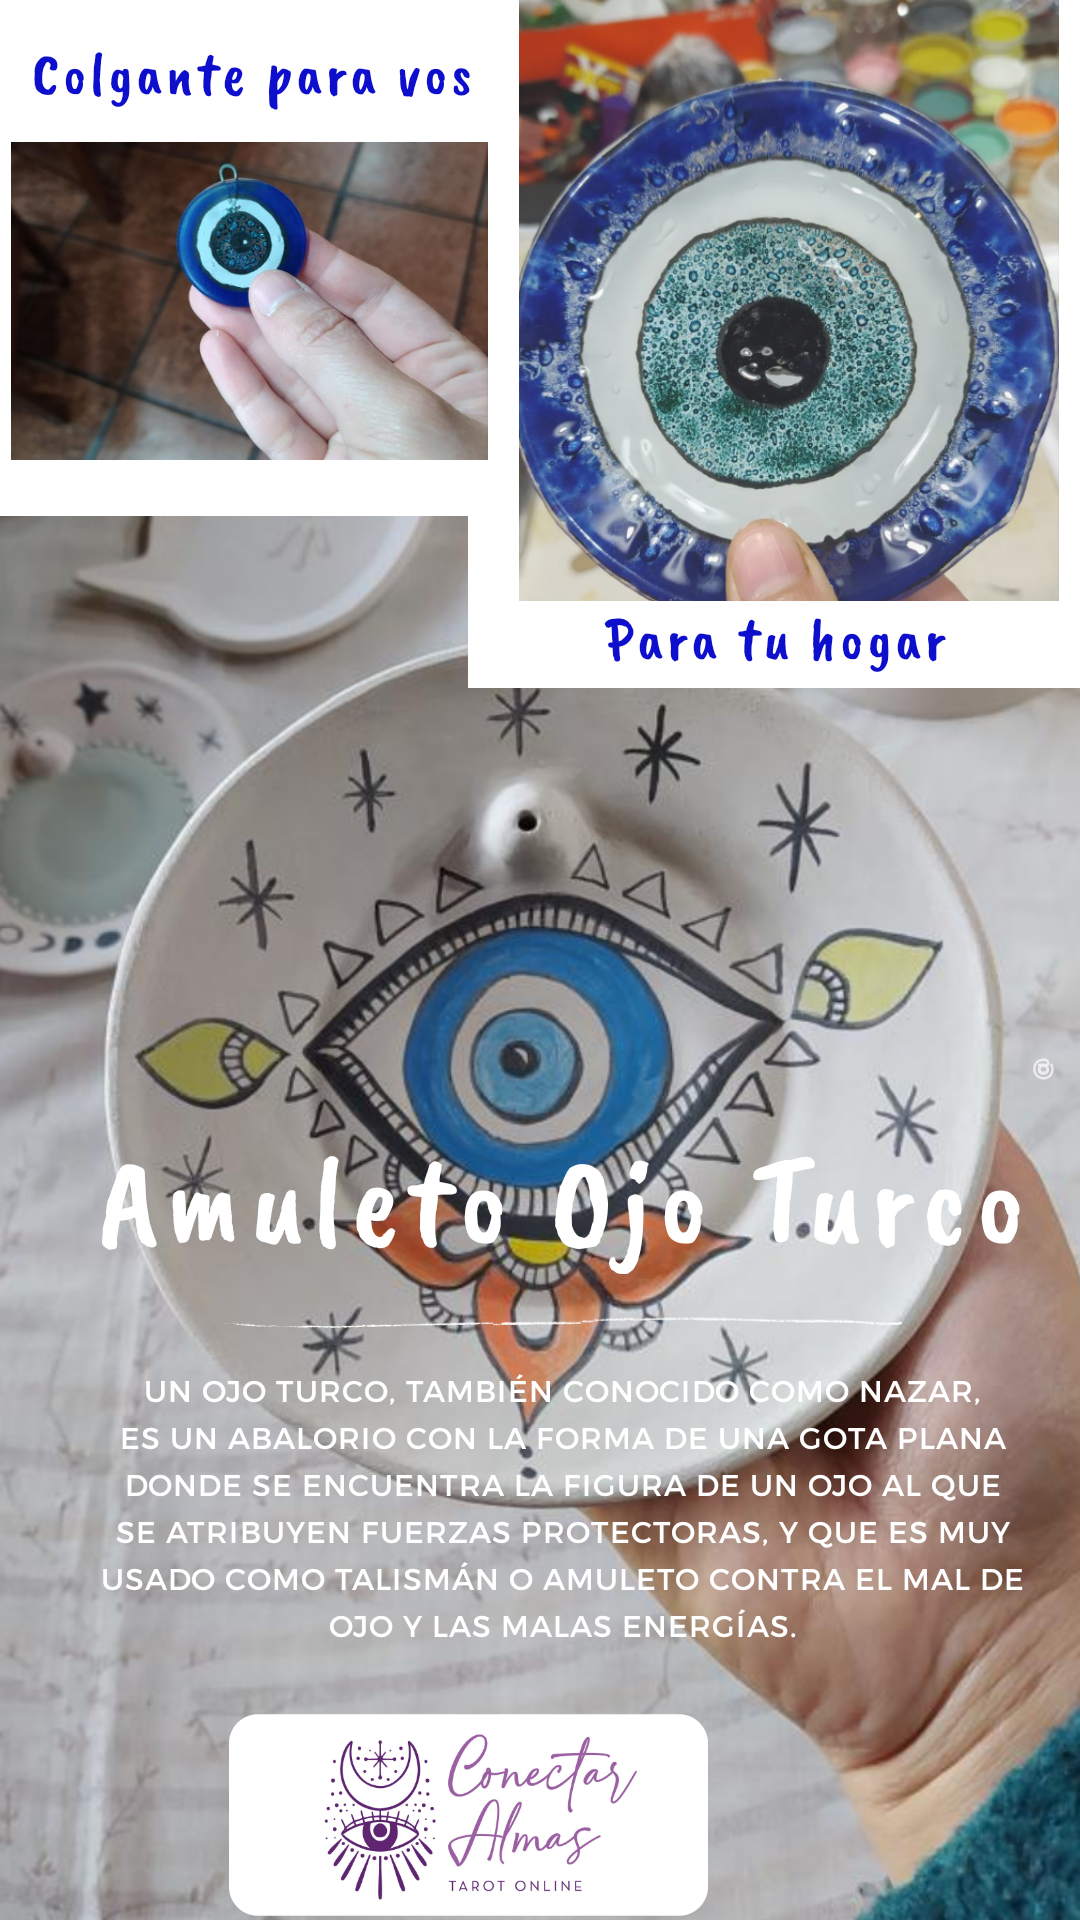 Colgante para vos
Para tu hogar
Amuleto Ojo Turco
UN OJO TURCO, TAMBIÉN CONOCIDO COMO NAZAR,
ES UN ABALORIO CON LA FORMA DE UNA GOTA PLANA
DONDE SE ENCUENTRA LA FIGURA DE UN OJO AL QUE
SE ATRIBUYEN FUERZAS PROTECTORAS, Y QUE ES MUY
USADO COMO TALISMÁN O AMULETO CONTRA EL MAL DE
OJO Y LAS MALAS ENERGÍAS.
Conectar
Almas
TAROT ONLINE